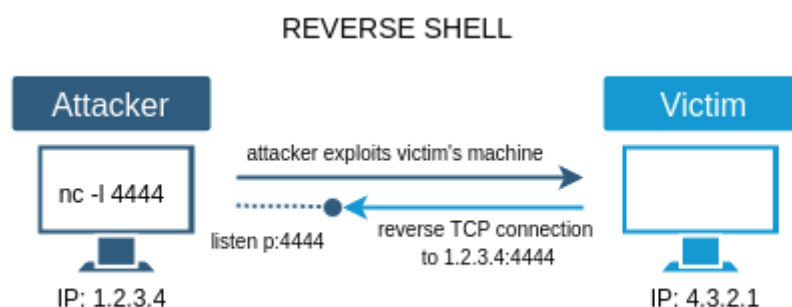 REVERSE SHELL
Attacker
Victim
attacker exploits victim's machine
nc -l 4444
listen p:4444
reverse TCP connection
to 1.2.3.4:4444
IP: 1.2.3.4
IP: 4.3.2.1